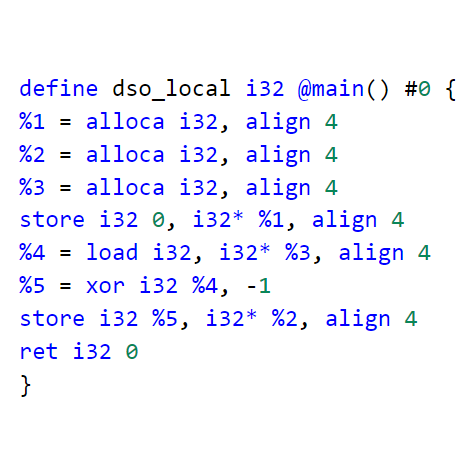 define dso_local i32 @main() #0 {
%1 = alloca i32, align 4
%2 = alloca i32, align 4
%3 = alloca i32, align 4
store i32 0, i32* %1, align 4
%4 = load i32, i32* %3, align 4
%5 = xor i32 %4, -1
store i32 %5, i32* %2, align 4
ret i32 0
}